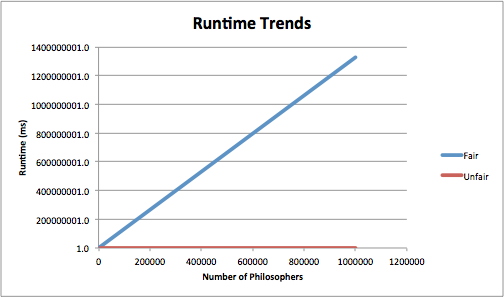 Runtime Trends
1400000001.0
1200000001.0
1000000001.0
800000001.0
600000001.0
400000001.0
200000001.0
1.0
Runtime (ms)
0 200000 400000 600000 800000 1000000 1200000
Number of Philosophers
Fair
Unfair